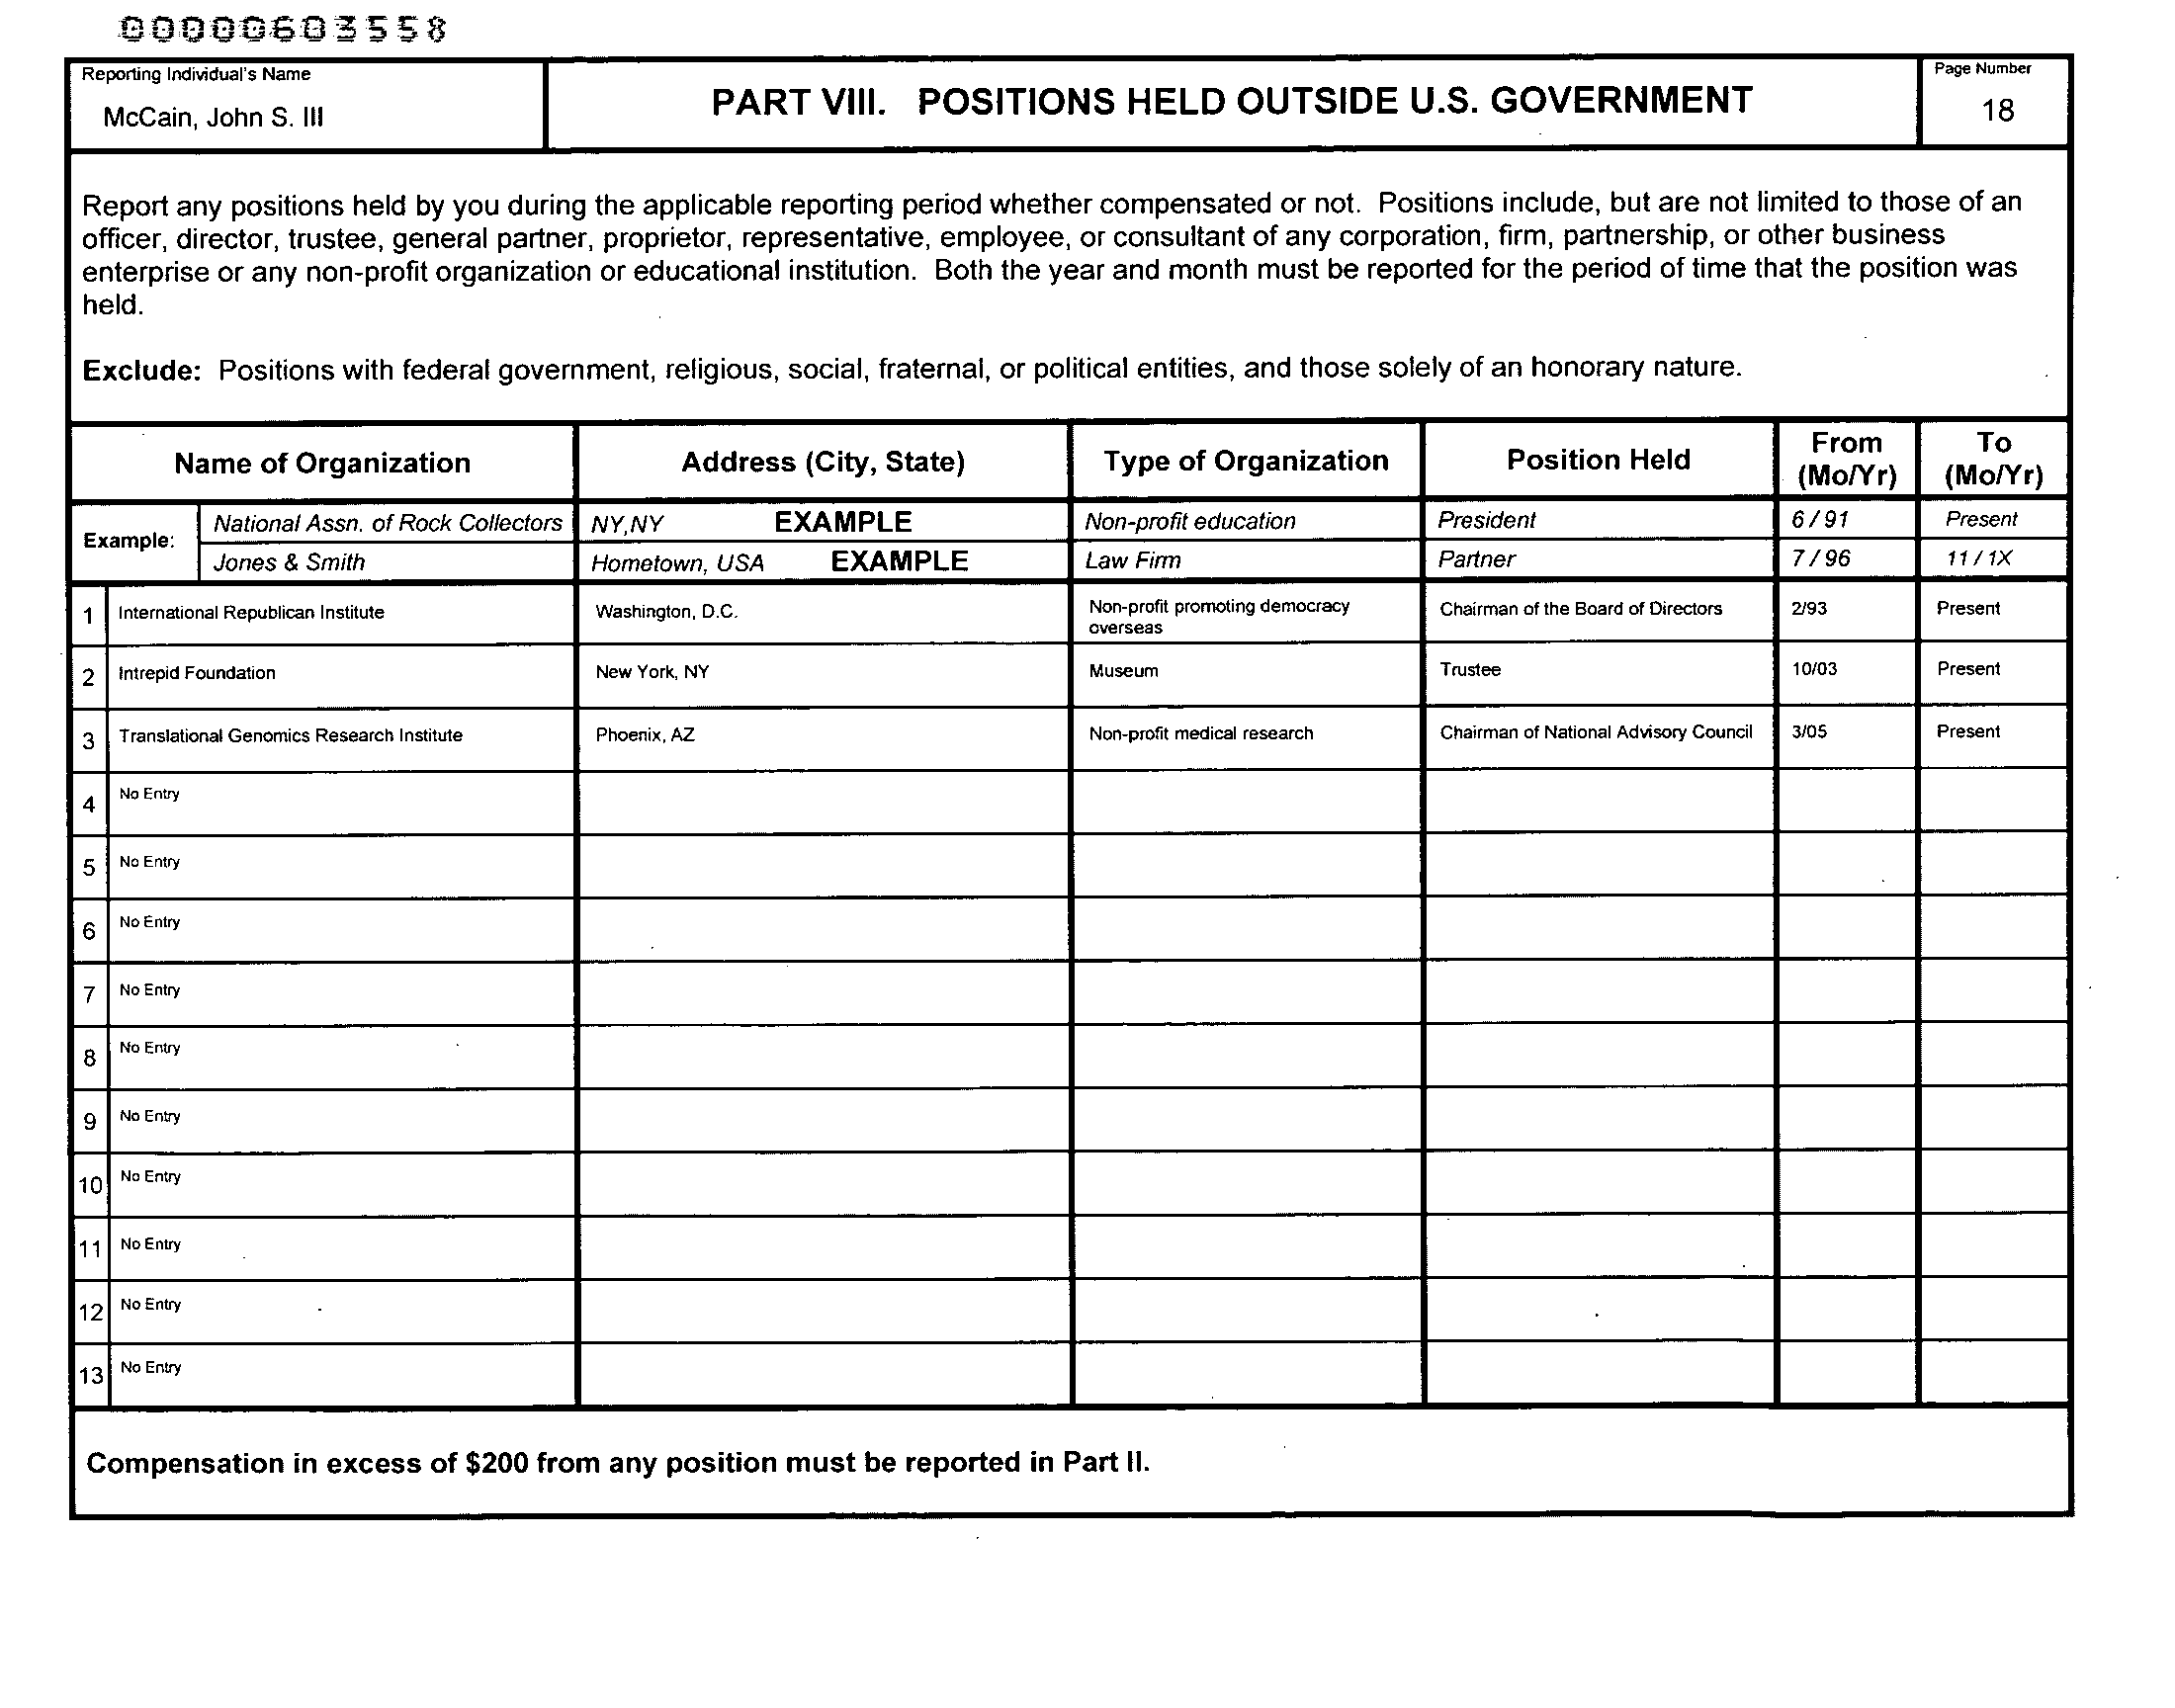 00000603558
Reporting Individual's Name
McCain, John S. III
PART VIII. POSITIONS HELD OUTSIDE U.S. GOVERNMENT
Page Number
18
Report any positions held by you during the applicable reporting period whether compensated or not. Positions include, but are not limited to those of an
officer, director, trustee, general partner, proprietor, representative, employee, or consultant of any corporation, firm, partnership, or other business
enterprise or any non-profit organization or educational institution. Both the year and month must be reported for the period of time that the position was
held.
Exclude: Positions with federal government, religious, social, fraternal, or political entities, and those solely of an honorary nature.
Name of Organization Address (City, State) Type of Organization Position Held From (Mo/Yr) To (Mo/Yr)
Example: National Assn. of Rock Collectors NY,NY EXAMPLE Non-profit education President 6 / 91 Present
Jones & Smith Hometown, USA EXAMPLE Law Firm Partner 7 / 96 11 / 1X
1 International Republican Institute Washington, D.C. Non-profit promoting democracy overseas Chairman of the Board of Directors 2/93 Present
2 Intrepid Foundation New York, NY Museum Trustee 10/03 Present
3 Translational Genomics Research Institute Phoenix, AZ Non-profit medical research Chairman of National Advisory Council 3/05 Present
4 No Entry
5 No Entry
6 No Entry
7 No Entry
8 No Entry
9 No Entry
10 No Entry
11 No Entry
12 No Entry
13 No Entry
Compensation in excess of $200 from any position must be reported in Part II.